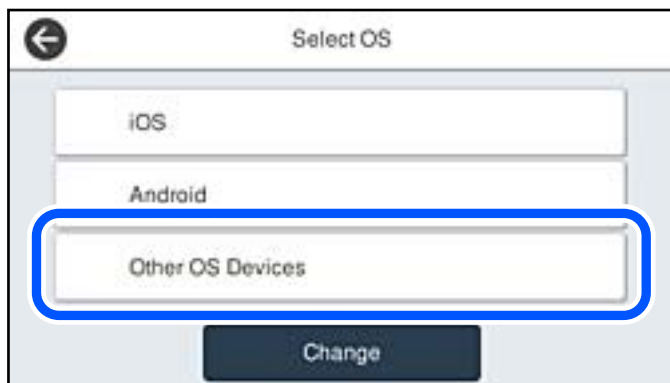 Select OS
iOS
Android
Other OS Devices
Change